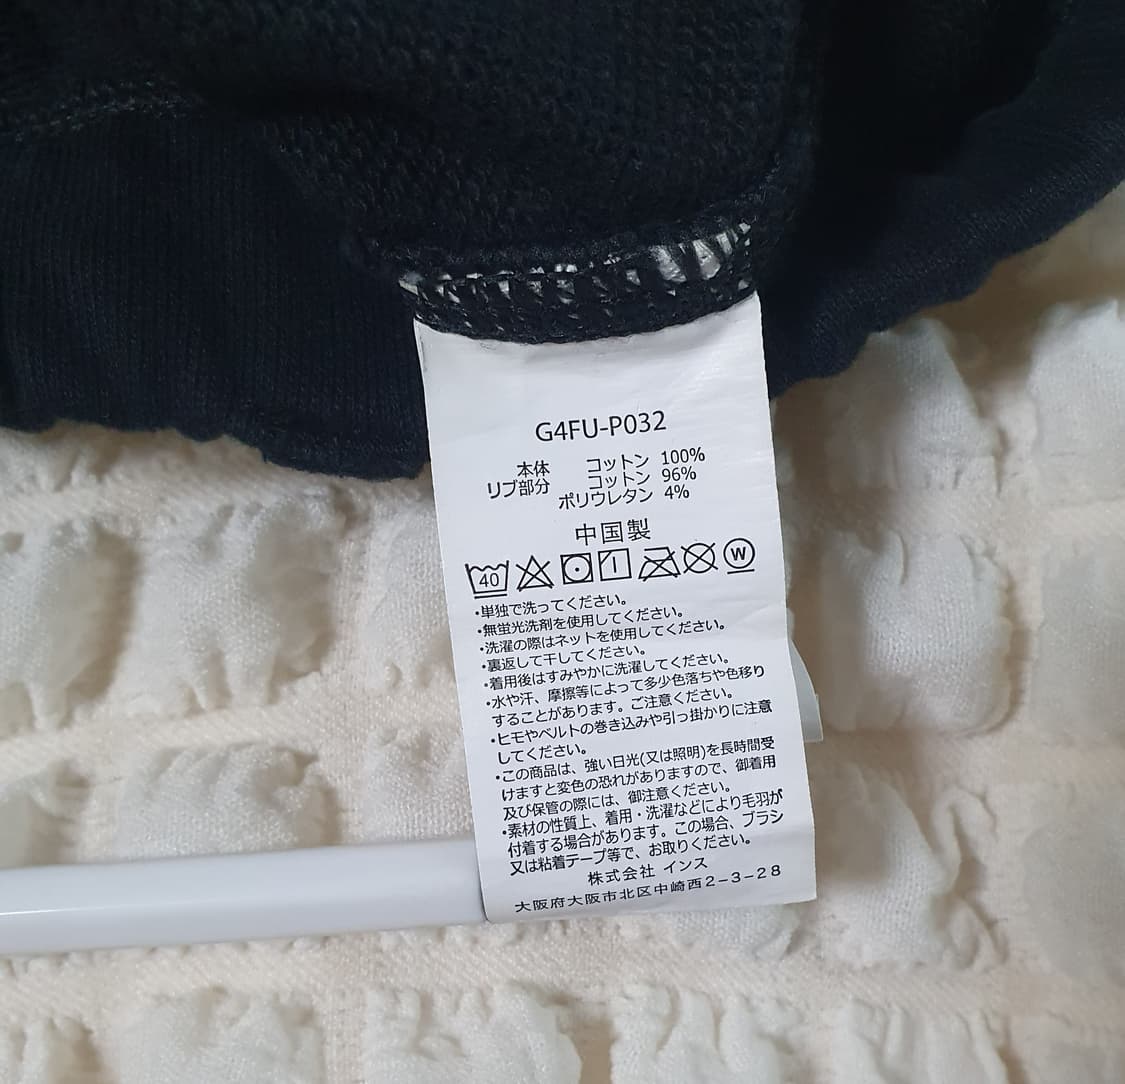 G4FU-P032
本体 コットン 100%
リブ部分 コットン 96%
ポリウレタン 4%
中国製
40 W
・単独で洗ってください。
・無蛍光洗剤を使用してください。
・洗濯の際はネットを使用してください。
・裏返して干してください。
・着用後はすみやかに洗濯してください。
・水や汗、摩擦等によって多少色落ちや色移り
することがあります。ご注意ください。
・ヒモやベルトの巻き込みや引っ掛かりに注意
してください。
・この商品は、強い日光(又は照明)を長時間受
けますと変色の恐れがありますので、御着用
及び保管の際には、御注意ください。
・素材の性質上、着用・洗濯などにより毛羽が
付着する場合があります。この場合、ブラシ
又は粘着テープ等で、お取りください。
株式会社 インス
大阪府大阪市北区中崎西2-3-28